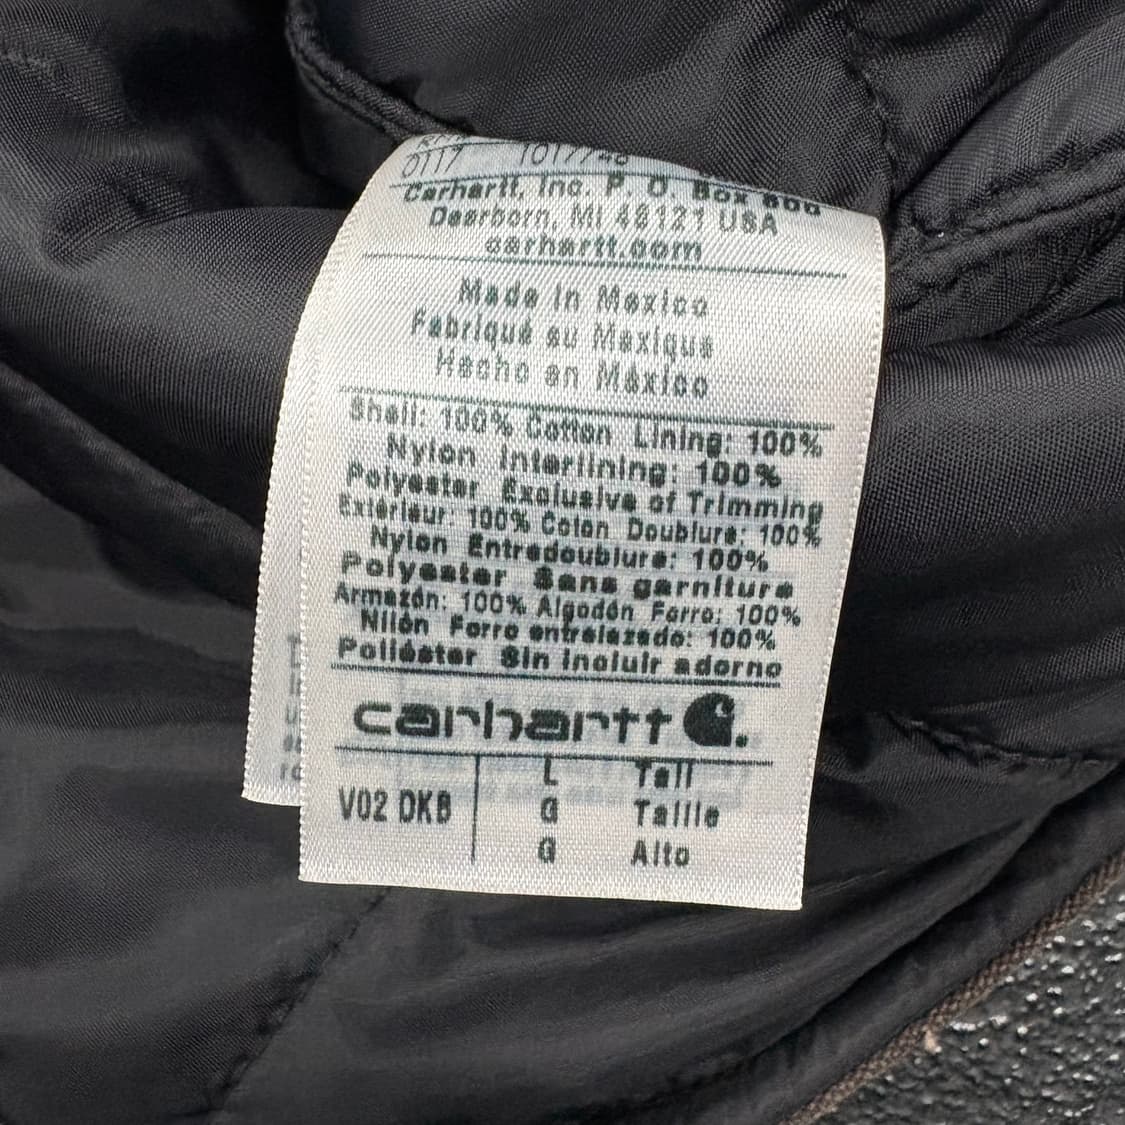 0117 1017748
Carhartt, Inc. P. O. Box 600
Dearborn, MI 48121 USA
carhartt.com
Made in Mexico
Fabriqué su Mexique
Hecho en México
Shell: 100% Cotton Lining: 100%
Nylon Interlining: 100%
Polyester Exclusive of Trimming
Extérieur: 100% Coton Doublure: 100%
Nylon Entredoublure: 100%
Polyester Sans garniture
Armazón: 100% Algodón Forro: 100%
Nilón Forro entrelazado: 100%
Poliéster Sin incluir adorno
carhartt
L Tall
V02 DKB G Taille
G Alto